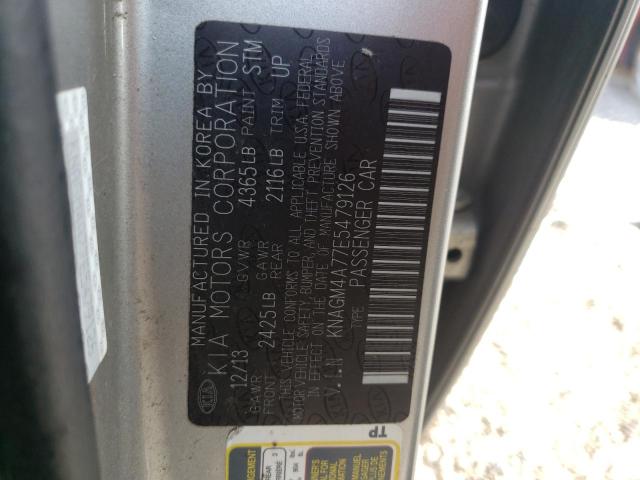 MANUFACTURED IN KOREA BY
KIA MOTORS CORPORATION
KIA
12/13 GVWR 4365LB PAINT STM
GAWR GAWR
FRONT 2425LB REAR 2116LB TRIM UP
THIS VEHICLE CONFORMS TO ALL APPLICABLE U.S.A. FEDERAL
MOTOR VEHICLE SAFETY, BUMPER, AND THEFT PREVENTION STANDARDS
IN EFFECT ON THE DATE OF MANUFACTURE SHOWN ABOVE
V.I.N KNAGM4A77E5479126
TYPE PASSENGER CAR
TP